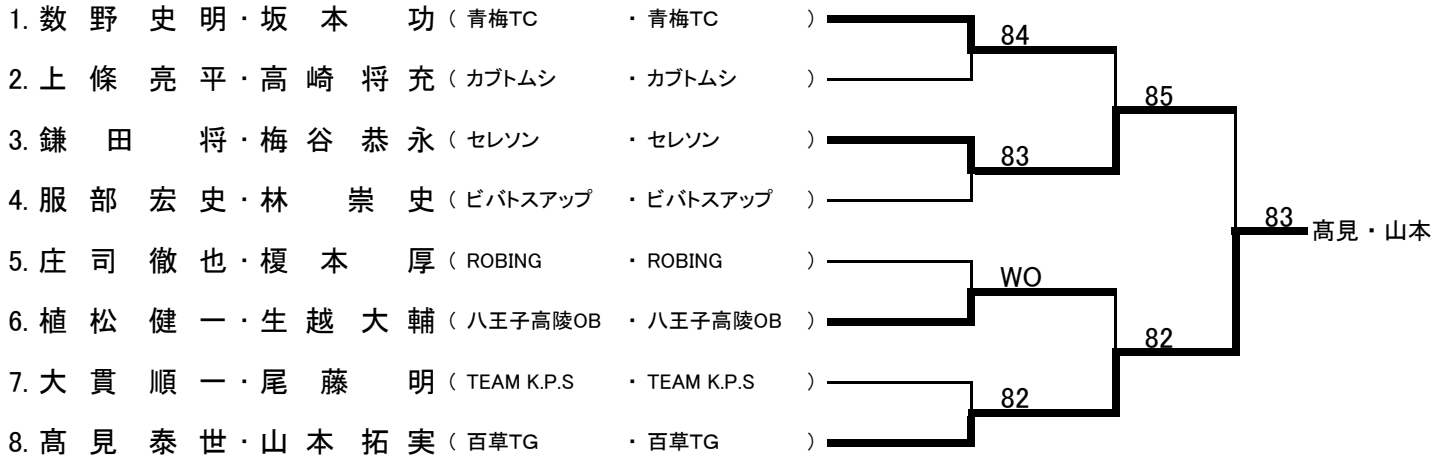 1. 数野 史明・坂本 功 ( 青梅TC ・ 青梅TC )
84
2. 上條 亮平・高崎 将充 ( カブトムシ ・ カブトムシ )
85
3. 鎌田 将・梅谷 恭永 ( セレソン ・ セレソン )
83
4. 服部 宏史・林 崇史 ( ビバトスアップ ・ ビバトスアップ )
83 髙見・山本
5. 庄司 徹也・榎本 厚 ( ROBING ・ ROBING )
WO
6. 植松 健一・生越 大輔 ( 八王子高陵OB ・ 八王子高陵OB )
82
7. 大貫 順一・尾藤 明 ( TEAM K.P.S ・ TEAM K.P.S )
82
8. 髙見 泰世・山本 拓実 ( 百草TG ・ 百草TG )